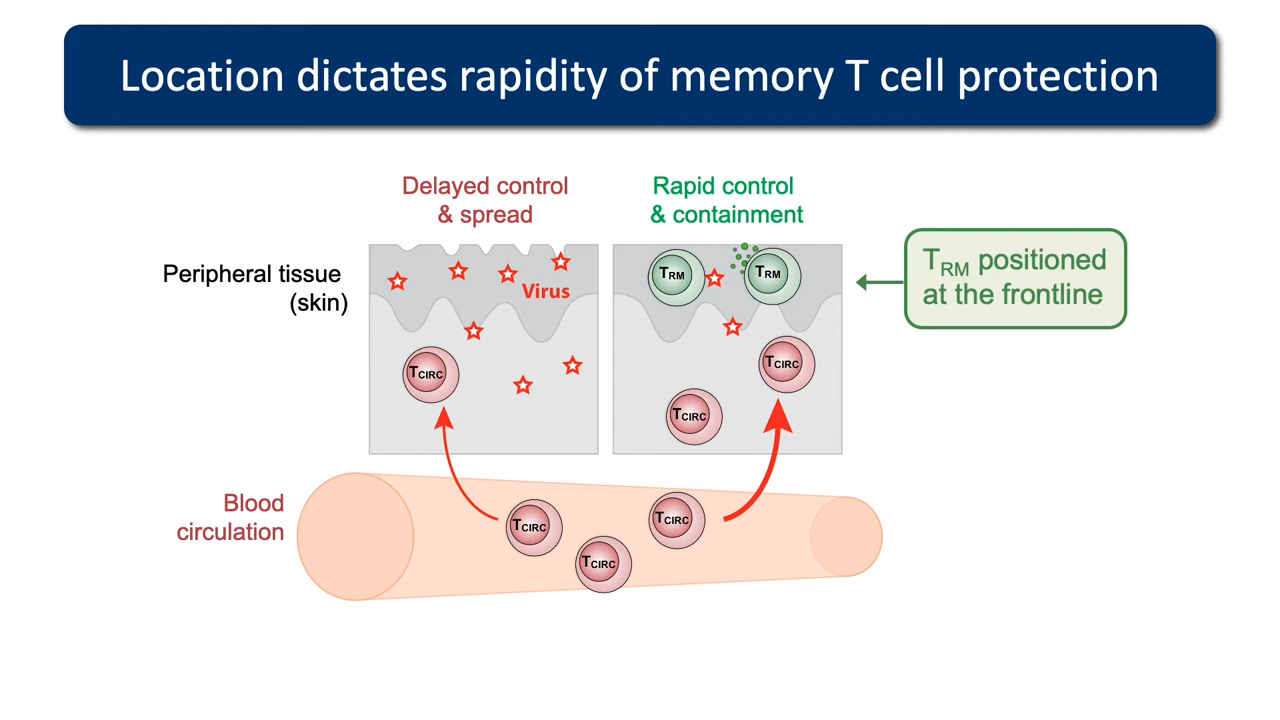 Location dictates rapidity of memory T cell protection
Delayed control
& spread
Rapid control
& containment
Peripheral tissue
(skin)
Virus
TRM
TRM
TRM positioned
at the frontline
TCIRC
TCIRC
TCIRC
Blood
circulation
TCIRC
TCIRC
TCIRC